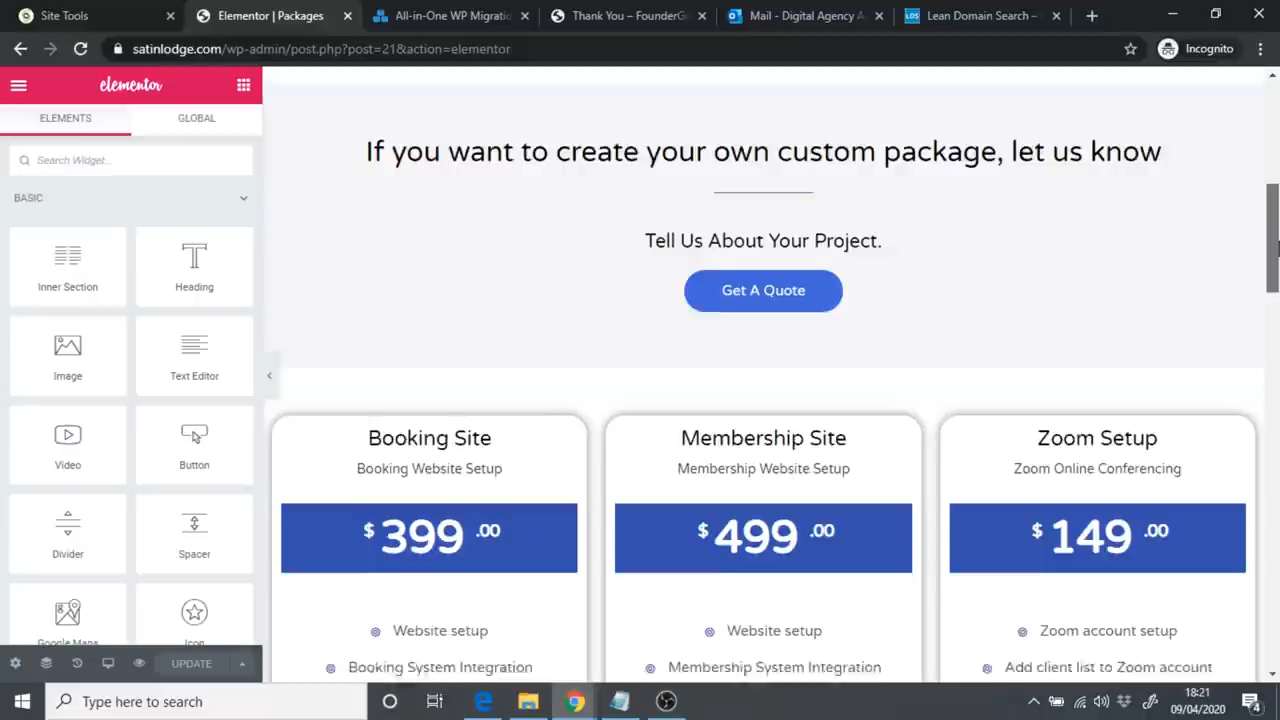 Site Tools
Elementor | Packages
All-in-One WP Migratio
Thank You – FounderG
Mail - Digital Agency A
LDS Lean Domain Search –
satinlodge.com/wp-admin/post.php?post=21&action=elementor
Incognito
elementor
ELEMENTS
GLOBAL
Search Widget...
BASIC
Inner Section
Heading
Image
Text Editor
Video
Button
Divider
Spacer
Google Maps
Icon
UPDATE
If you want to create your own custom package, let us know
Tell Us About Your Project.
Get A Quote
Booking Site
Booking Website Setup
$ 399 .00
Website setup
Booking System Integration
Membership Site
Membership Website Setup
$ 499 .00
Website setup
Membership System Integration
Zoom Setup
Zoom Online Conferencing
$ 149 .00
Zoom account setup
Add client list to Zoom account
Type here to search
18:21
09/04/2020
4